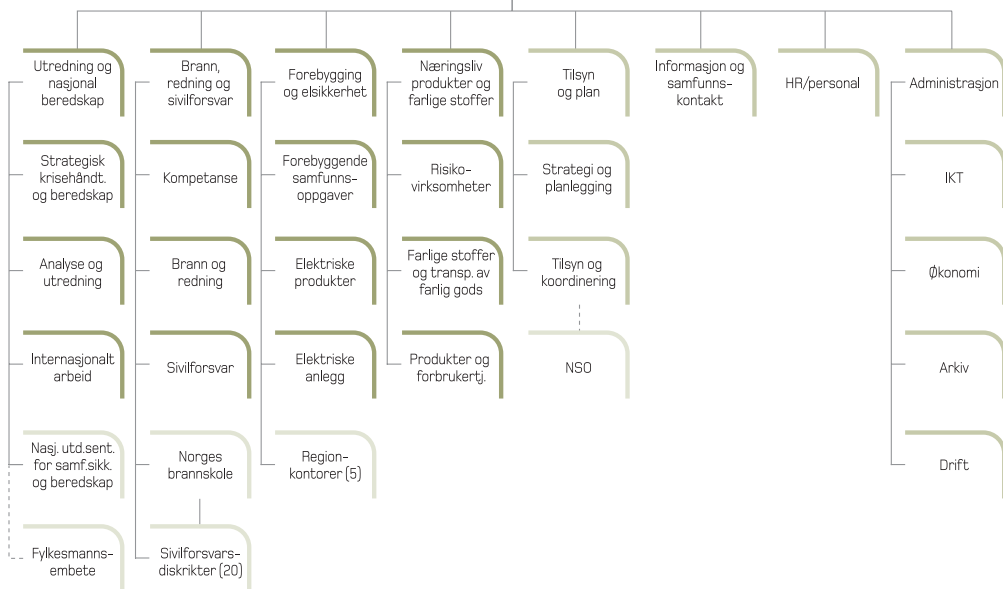 Utredning og
nasjonal
beredskap
Brann,
redning og
sivilforsvar
Forebygging
og elsikkerhet
Næringsliv
produkter og
farlige stoffer
Tilsyn
og plan
Informasjon og
samfunns-
kontakt
HR/personal
Administrasjon
Strategisk
krisehåndt.
og beredskap
Kompetanse
Forebyggende
samfunns-
oppgaver
Risiko-
virksomheter
Strategi og
planlegging
IKT
Analyse og
utredning
Brann og
redning
Elektriske
produkter
Farlige stoffer
og transp. av
farlig gods
Tilsyn og
koordinering
Økonomi
Internasjonalt
arbeid
Sivilforsvar
Elektriske
anlegg
Produkter og
forbrukertj.
NSO
Arkiv
Nasj. utd.sent.
for samf.sikk.
og beredskap
Norges
brannskole
Region-
kontorer (5)
Drift
Fylkesmanns-
embete
Sivilforsvars-
diskrikter (20)